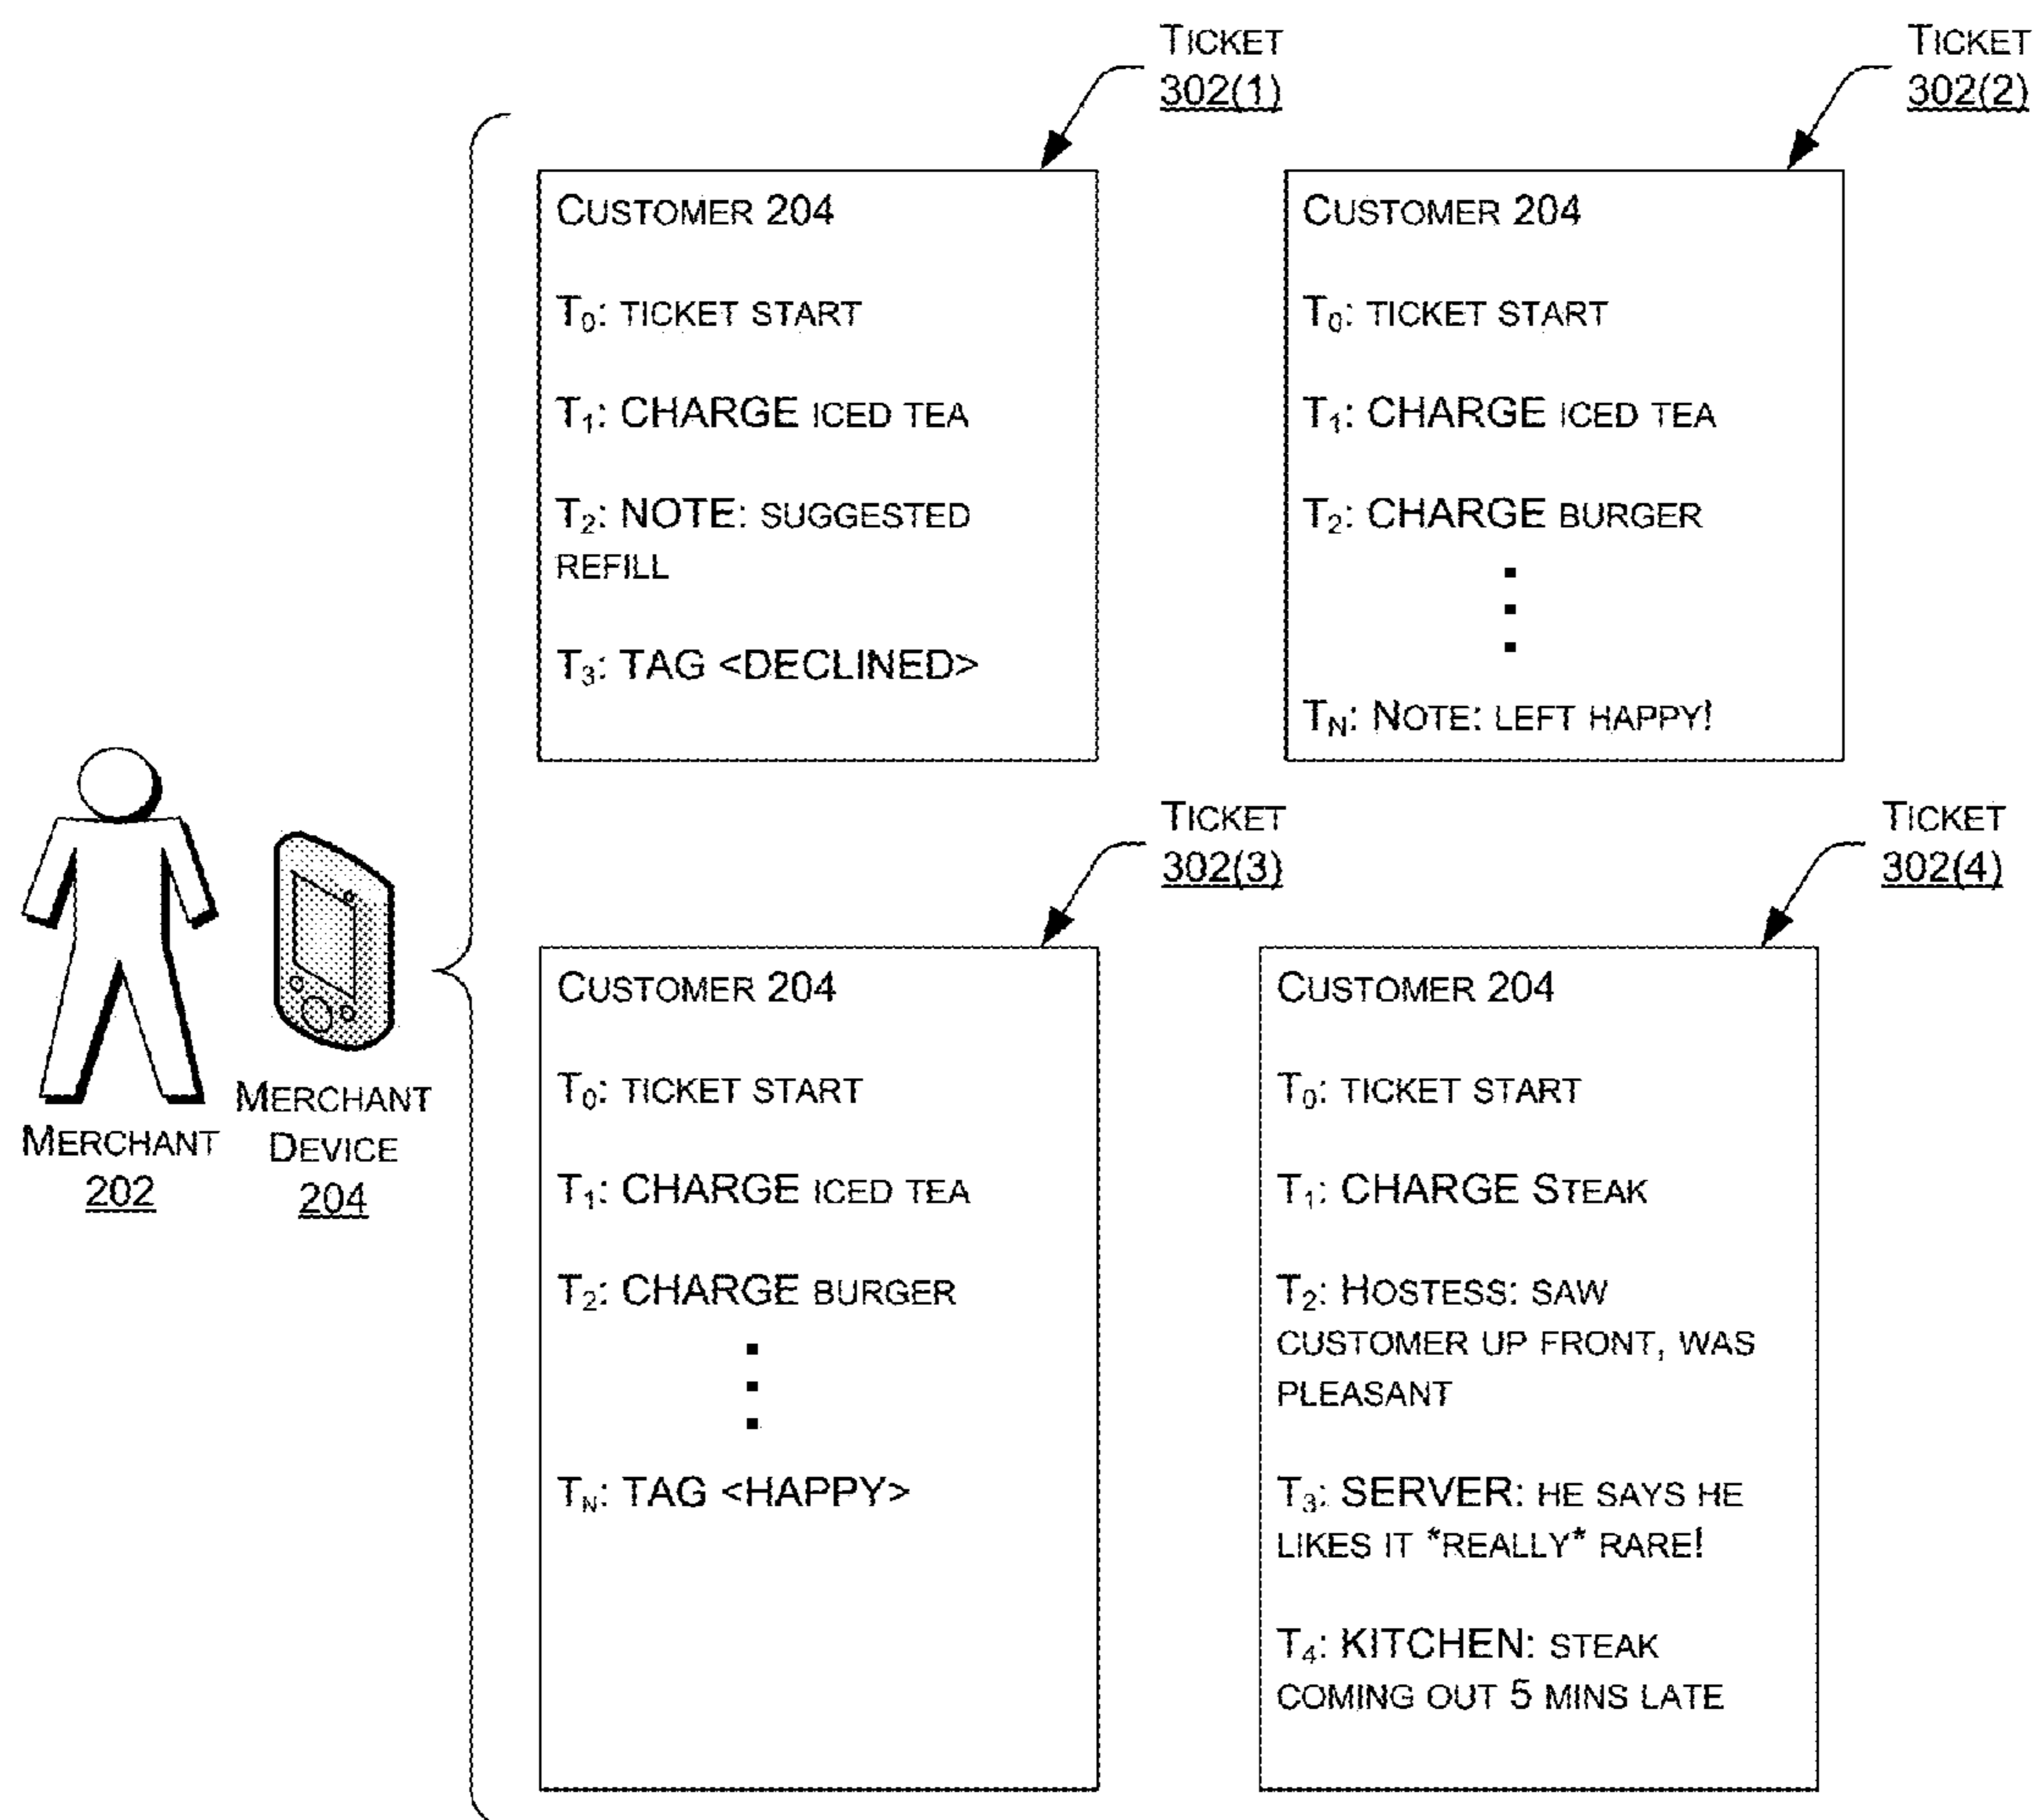 TICKET
302(1)
CUSTOMER 204
T0: TICKET START
T1: CHARGE ICED TEA
T2: NOTE: SUGGESTED
REFILL
T3: TAG <DECLINED>
TICKET
302(2)
CUSTOMER 204
T0: TICKET START
T1: CHARGE ICED TEA
T2: CHARGE BURGER
TN: NOTE: LEFT HAPPY!
MERCHANT
202
MERCHANT
DEVICE
204
TICKET
302(3)
CUSTOMER 204
T0: TICKET START
T1: CHARGE ICED TEA
T2: CHARGE BURGER
TN: TAG <HAPPY>
TICKET
302(4)
CUSTOMER 204
T0: TICKET START
T1: CHARGE STEAK
T2: HOSTESS: SAW
CUSTOMER UP FRONT, WAS
PLEASANT
T3: SERVER: HE SAYS HE
LIKES IT *REALLY* RARE!
T4: KITCHEN: STEAK
COMING OUT 5 MINS LATE